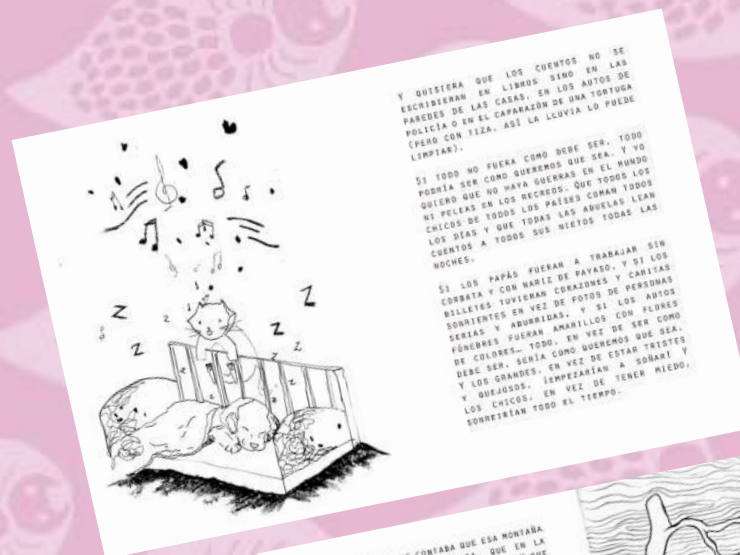 Y QUISIERA QUE LOS CUENTOS NO SE
ESCRIBIERAN EN LIBROS SINO EN LAS
PAREDES DE LAS CASAS, EN LOS AUTOS DE
POLICÍA O EN EL CAPARAZÓN DE UNA TORTUGA
(PERO CON TIZA, ASÍ LA LLUVIA LO PUEDE
LIMPIAR).
SI TODO NO FUERA COMO DEBE SER, TODO
PODRÍA SER COMO QUEREMOS QUE SEA. Y YO
QUIERO QUE NO HAYA GUERRAS EN EL MUNDO
NI PELEAS EN LOS RECREOS. QUE TODOS LOS
CHICOS DE TODOS LOS PAÍSES COMAN TODOS
LOS DÍAS Y QUE TODAS LAS ABUELAS LEAN
CUENTOS A TODOS SUS NIETOS TODAS LAS
NOCHES.
SI LOS PAPÁS FUERAN A TRABAJAR SIN
CORBATA Y CON NARIZ DE PAYASO, Y SI LOS
BILLETES TUVIERAN CORAZONES Y CARITAS
SONRIENTES EN VEZ DE FOTOS DE PERSONAS
SERIAS Y ABURRIDAS, Y SI LOS AUTOS
FÚNEBRES FUERAN AMARILLOS CON FLORES
DE COLORES… TODO, EN VEZ DE SER COMO
DEBE SER, SERÍA COMO QUEREMOS QUE SEA.
Y LOS GRANDES, EN VEZ DE ESTAR TRISTES
Y QUEJOSOS, ¡EMPEZARÍAN A SOÑAR! Y
LOS CHICOS, EN VEZ DE TENER MIEDO,
SONREIRÍAN TODO EL TIEMPO.
Z
Z
Z
Z
Z
Z
Z
Z
Z
Z
CONTABA QUE ESA MONTAÑA
QUE EN LA